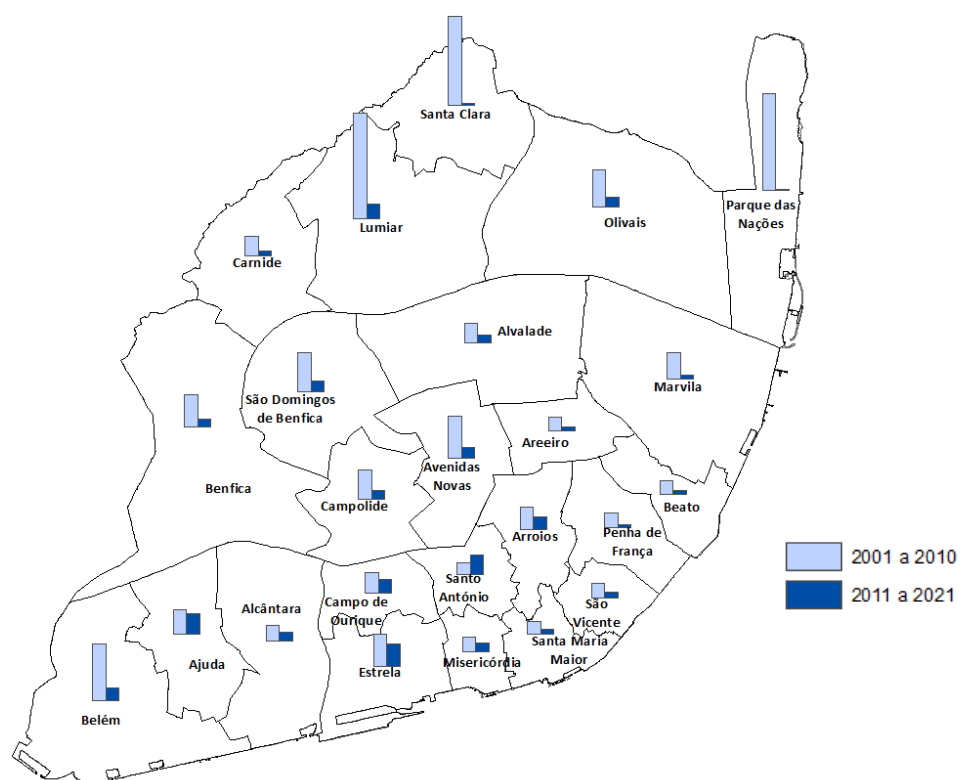 Santa Clara
Parque das
Nações
Lumiar
Olivais
Carnide
Alvalade
Marvila
São Domingos
de Benfica
Areeiro
Avenidas
Novas
Benfica
Campolide
Beato
Arroios
Penha de
França
2001 a 2010
2011 a 2021
Santo
António
Campo de
Ourique
Alcântara
São
Vicente
Santa Maria
Maior
Misericórdia
Ajuda
Estrela
Belém